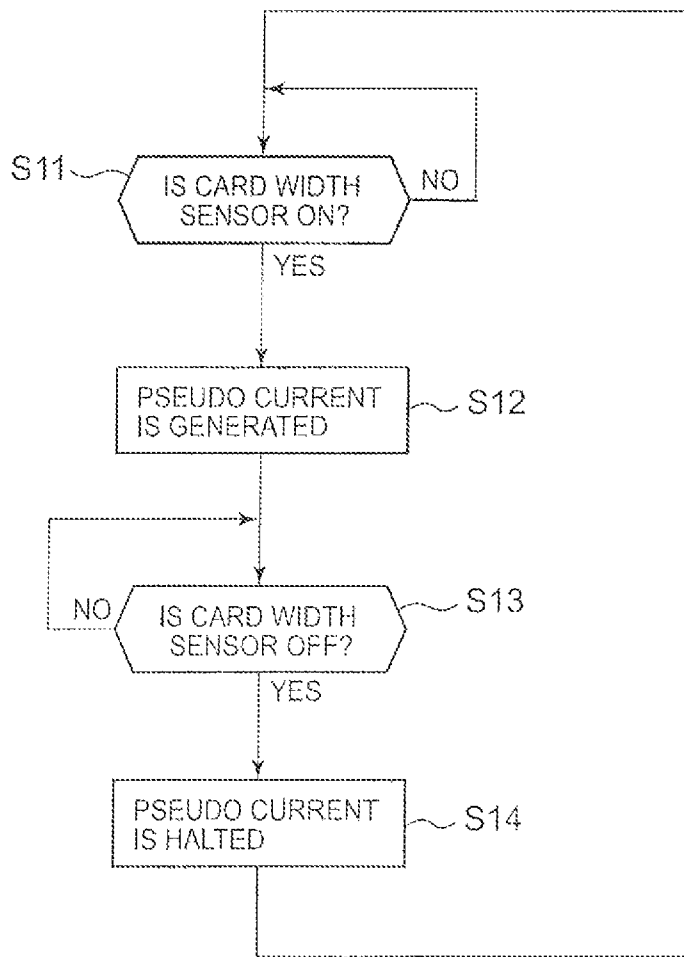 S11
IS CARD WIDTH
SENSOR ON?
NO
YES
PSEUDO CURRENT
IS GENERATED
S12
NO
IS CARD WIDTH
SENSOR OFF?
S13
YES
PSEUDO CURRENT
IS HALTED
S14